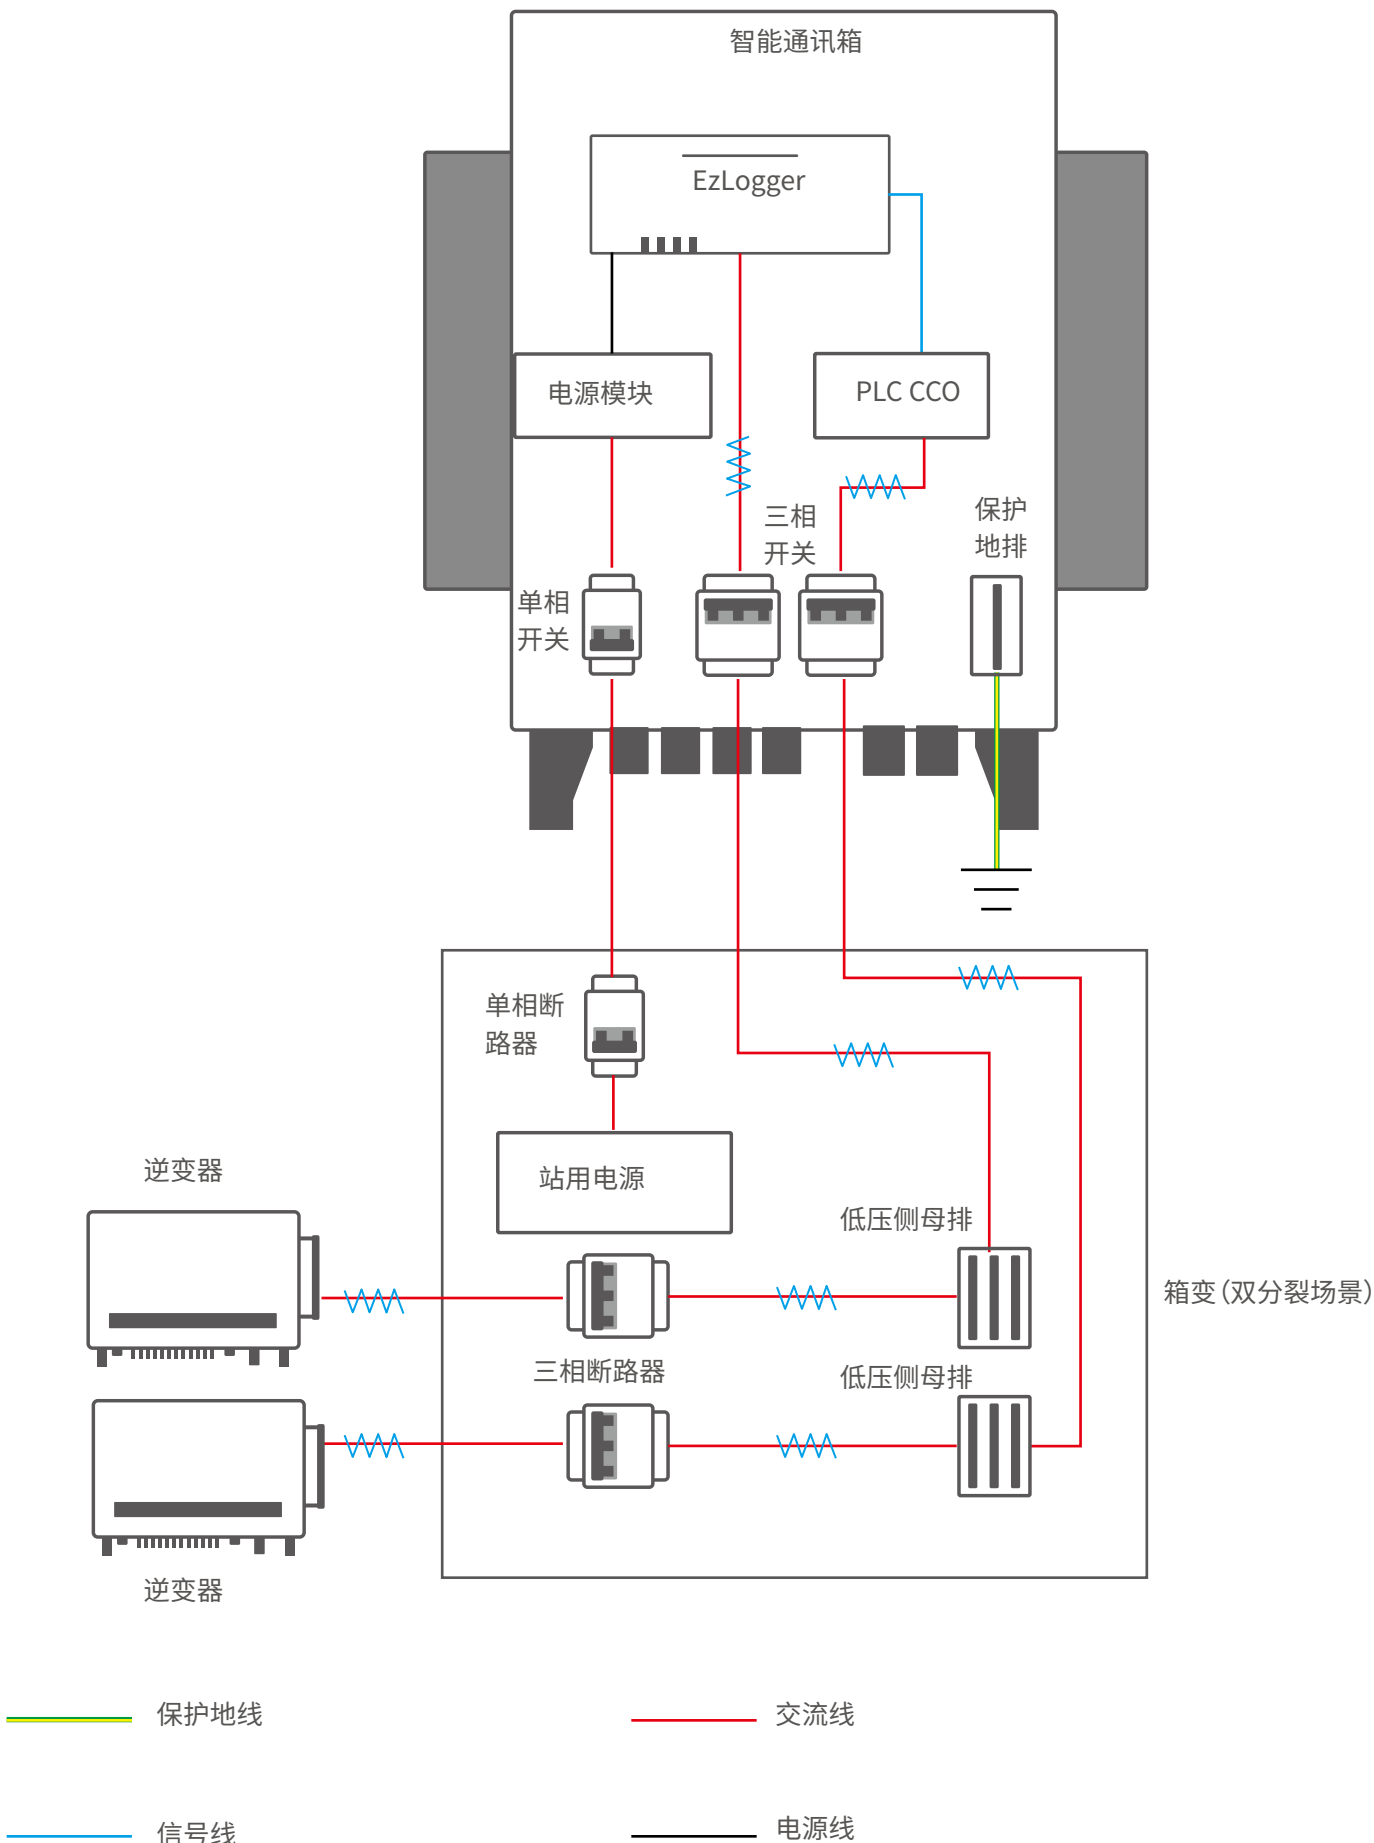 智能通讯箱
EzLogger
电源模块
PLC CCO
三相
开关
保护
地排
单相
开关
单相断
路器
站用电源
逆变器
低压侧母排
箱变（双分裂场景）
三相断路器
低压侧母排
逆变器
保护地线
交流线
信号线
电源线